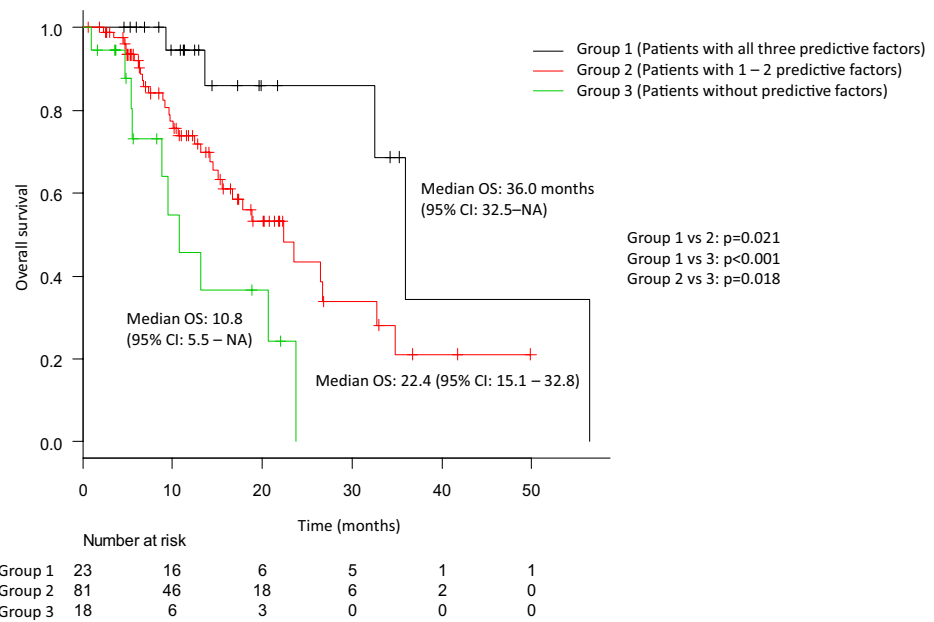 1.0
0.8
0.6
0.4
0.2
0.0
Overall survival
Group 1 (Patients with all three predictive factors)
Group 2 (Patients with 1 – 2 predictive factors)
Group 3 (Patients without predictive factors)
Median OS: 36.0 months
(95% CI: 32.5–NA)
Group 1 vs 2: p=0.021
Group 1 vs 3: p<0.001
Group 2 vs 3: p=0.018
Median OS: 10.8
(95% CI: 5.5 – NA)
Median OS: 22.4 (95% CI: 15.1 – 32.8)
0 10 20 30 40 50
Time (months)
Number at risk
Group 1 23 16 6 5 1 1
Group 2 81 46 18 6 2 0
Group 3 18 6 3 0 0 0